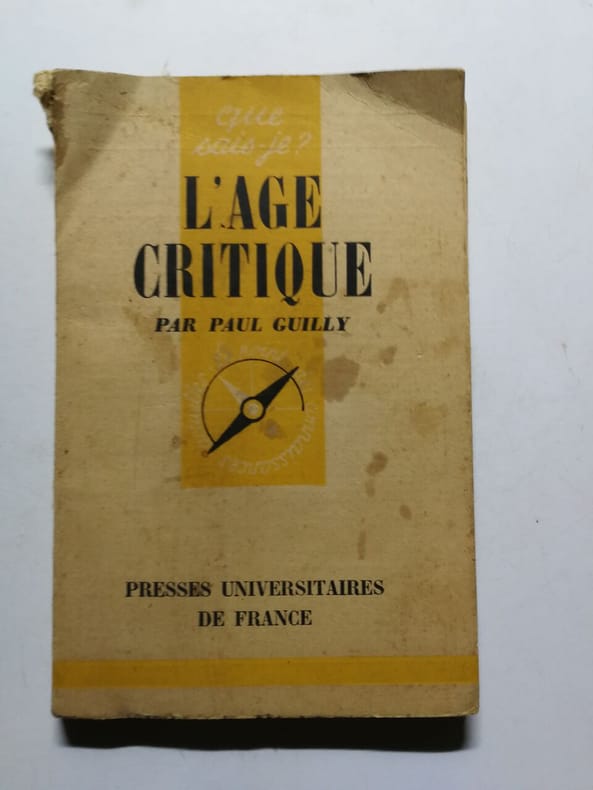 que
sais-je?
L'AGE
CRITIQUE
PAR PAUL GUILLY
PRESSES UNIVERSITAIRES
DE FRANCE